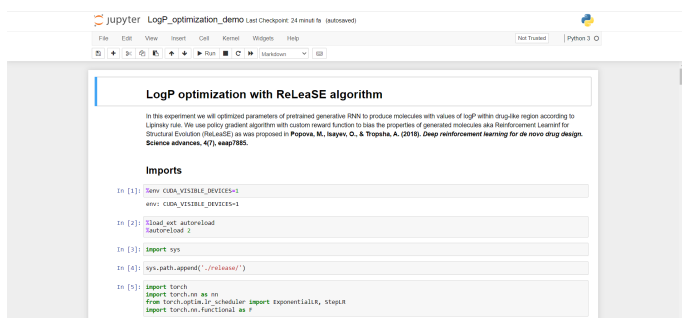 jupyter LogP_optimization_demo Last Checkpoint: 24 minuti fa (autosaved)
File Edit View Insert Cell Kernel Widgets Help Not Trusted Python 3
Run Markdown
LogP optimization with ReLeaSE algorithm
In this experiment we will optimized parameters of pretrained generative RNN to produce molecules with values of logP within drug-like region according to
Lipinsky rule. We use policy gradient algorithm with custom reward function to bias the properties of generated molecules aka Reinforcement Learninf for
Structural Evolution (ReLeaSE) as was proposed in Popova, M., Isayev, O., & Tropsha, A. (2018). Deep reinforcement learning for de novo drug design.
Science advances, 4(7), eaap7885.
Imports
In [1]: %env CUDA_VISIBLE_DEVICES=1
env: CUDA_VISIBLE_DEVICES=1
In [2]: %load_ext autoreload
%autoreload 2
In [3]: import sys
In [4]: sys.path.append('./release/')
In [5]: import torch
import torch.nn as nn
from torch.optim.lr_scheduler import ExponentialLR, StepLR
import torch.nn.functional as F